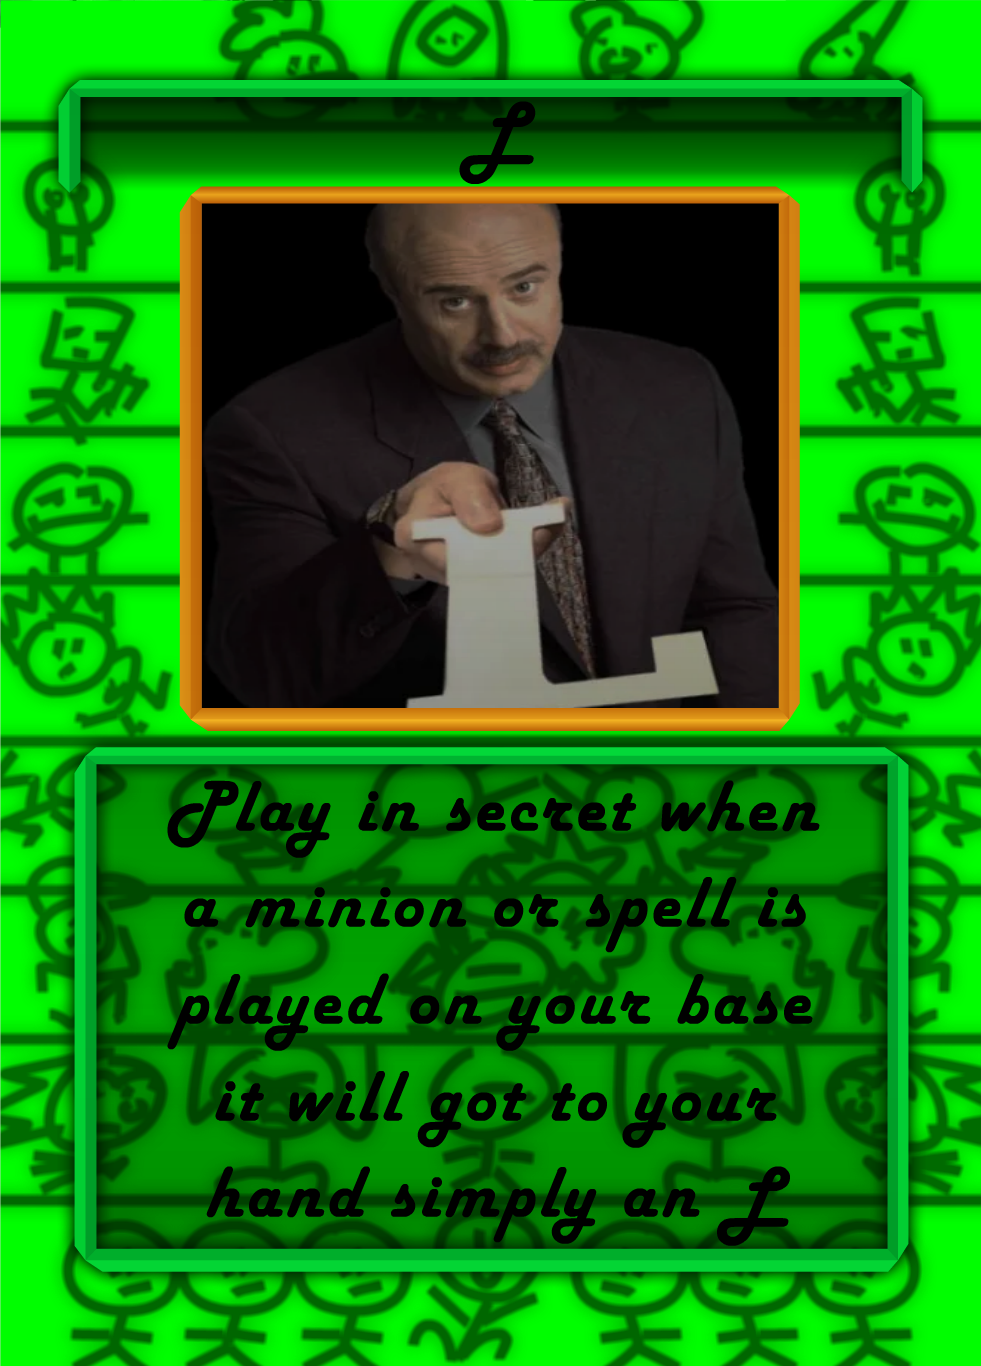 L
L
Play in secret when
a minion or spell is
played on your base
it will got to your
hand simply an L